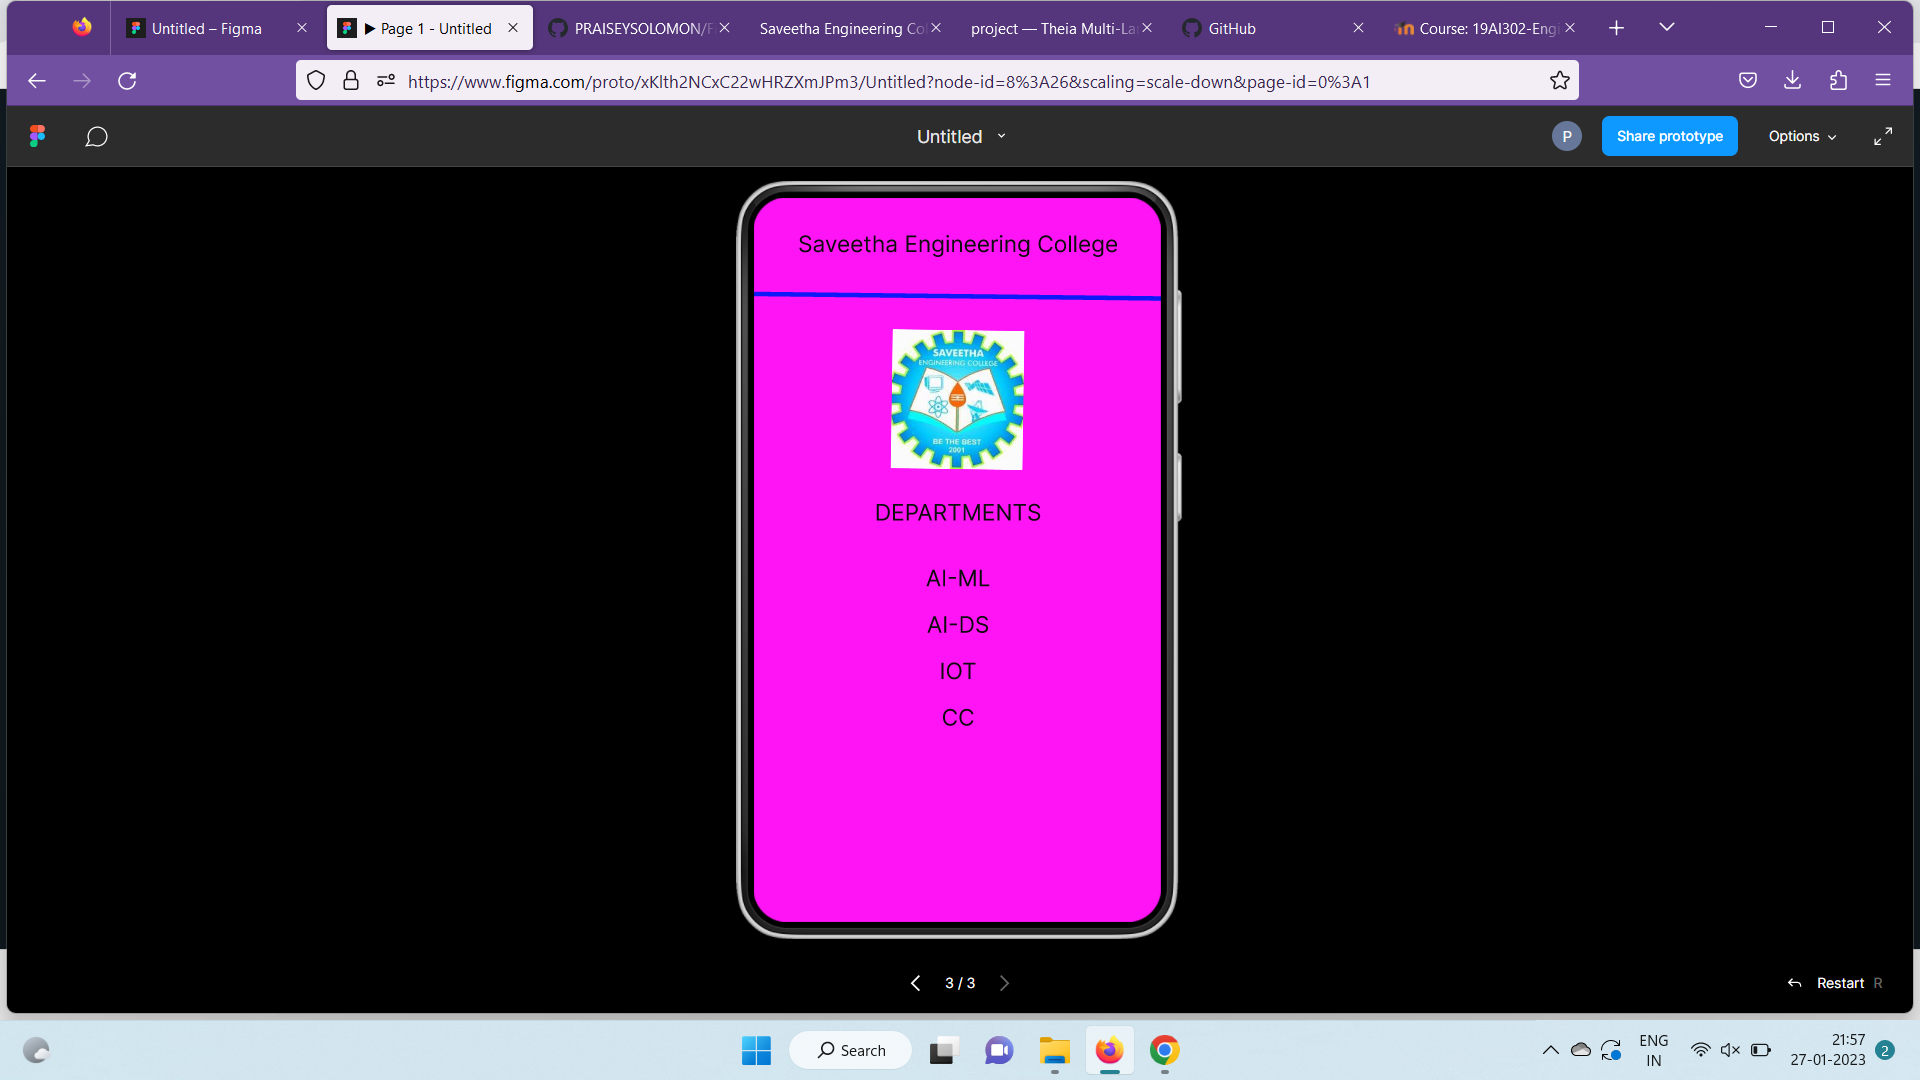 Untitled – Figma
Page 1 - Untitled
PRAISEYSOLOMON/
Saveetha Engineering Co
project — Theia Multi-La
GitHub
Course: 19AI302-Engi
https://www.figma.com/proto/xKlth2NCxC22wHRZXmJPm3/Untitled?node-id=8%3A26&scaling=scale-down&page-id=0%3A1
Untitled
P
Share prototype
Options
Saveetha Engineering College
SAVEETHA
ENGINEERING COLLEGE
BE THE BEST
2001
DEPARTMENTS
AI-ML
AI-DS
IOT
CC
3 / 3
Restart R
Search
ENG
IN
21:57
27-01-2023
2